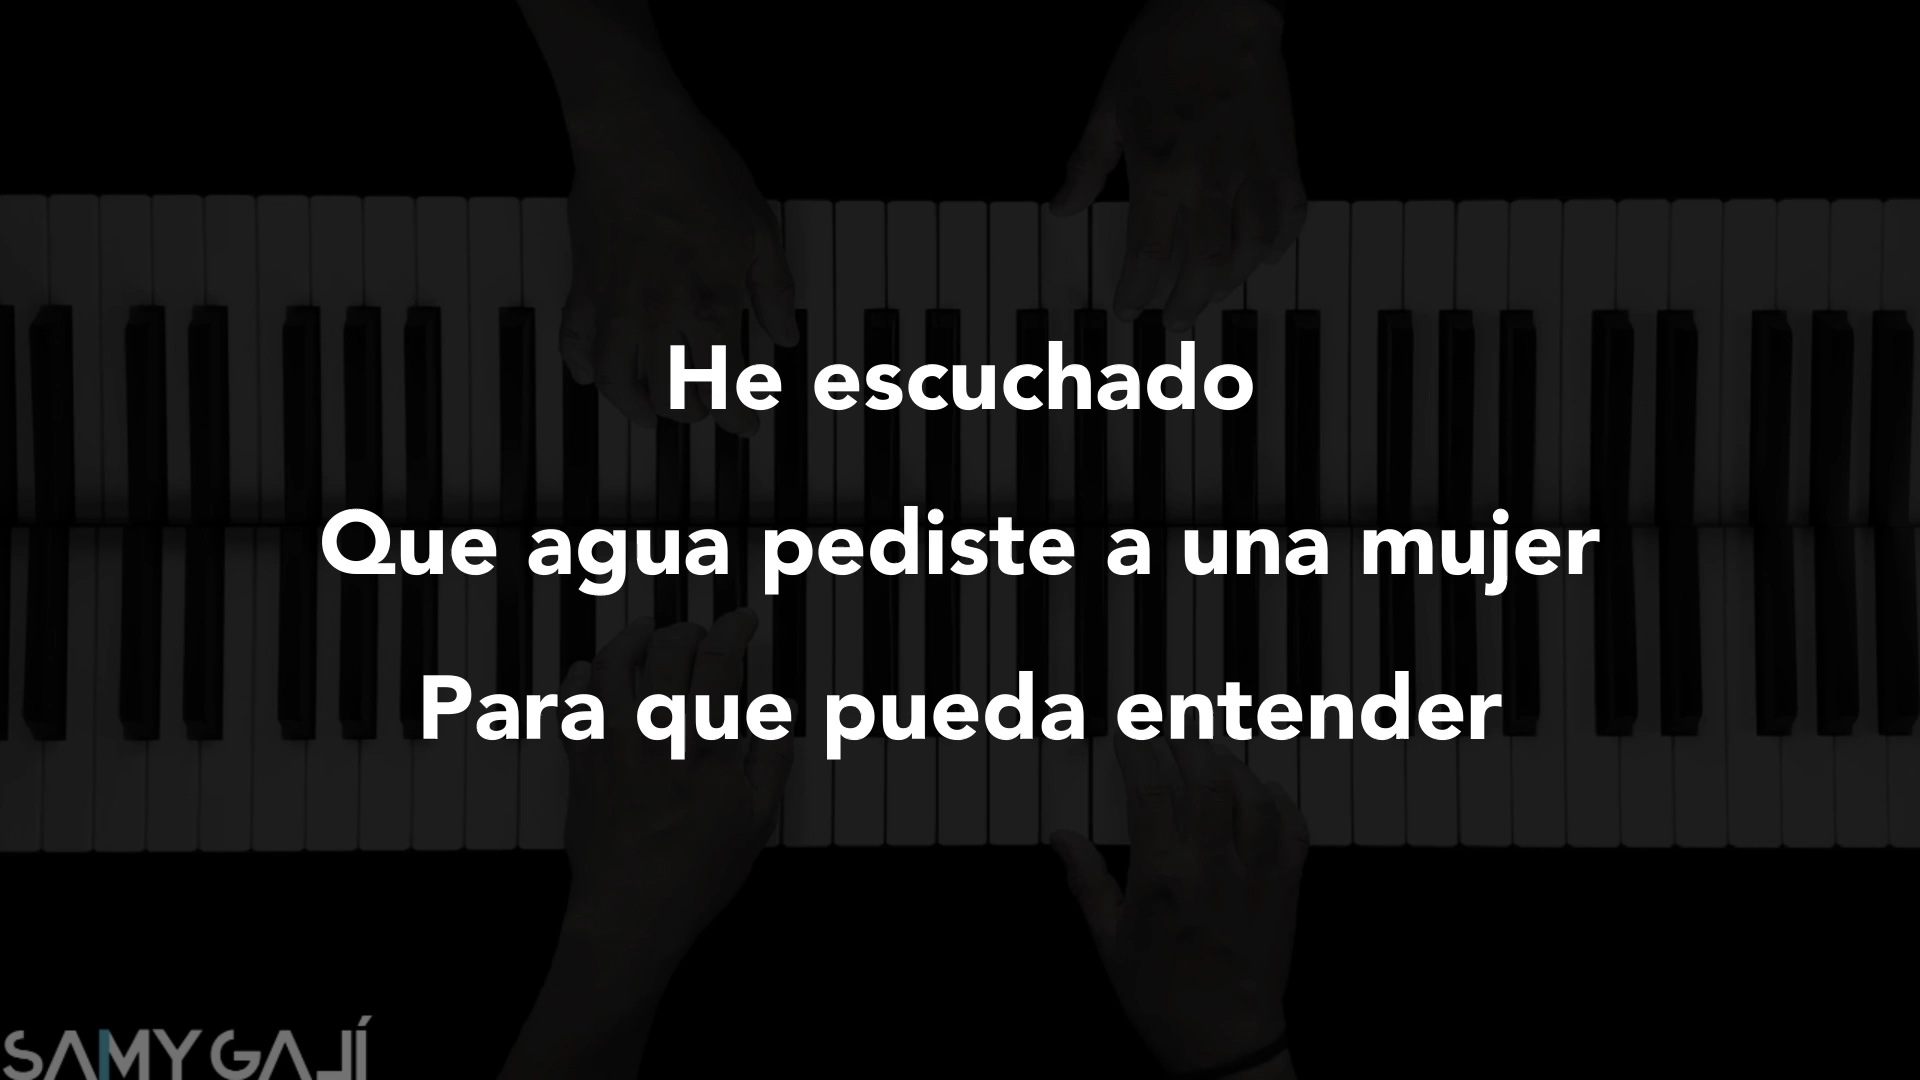 He escuchado
Que agua pediste a una mujer
Para que pueda entender
SAMY GAJÍ